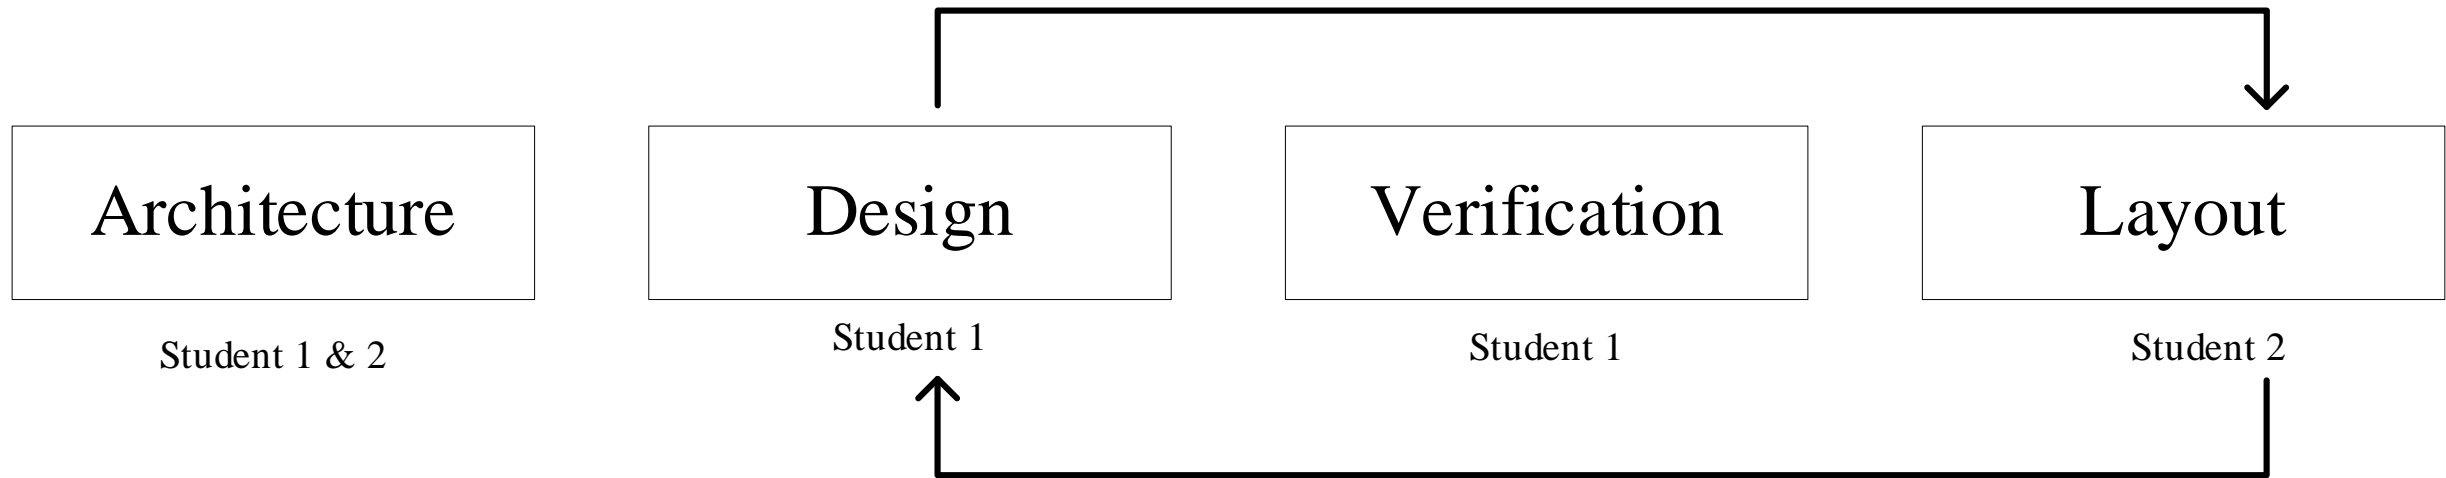 Architecture
Design
Verification
Layout
Student 1 & 2
Student 1
Student 1
Student 2